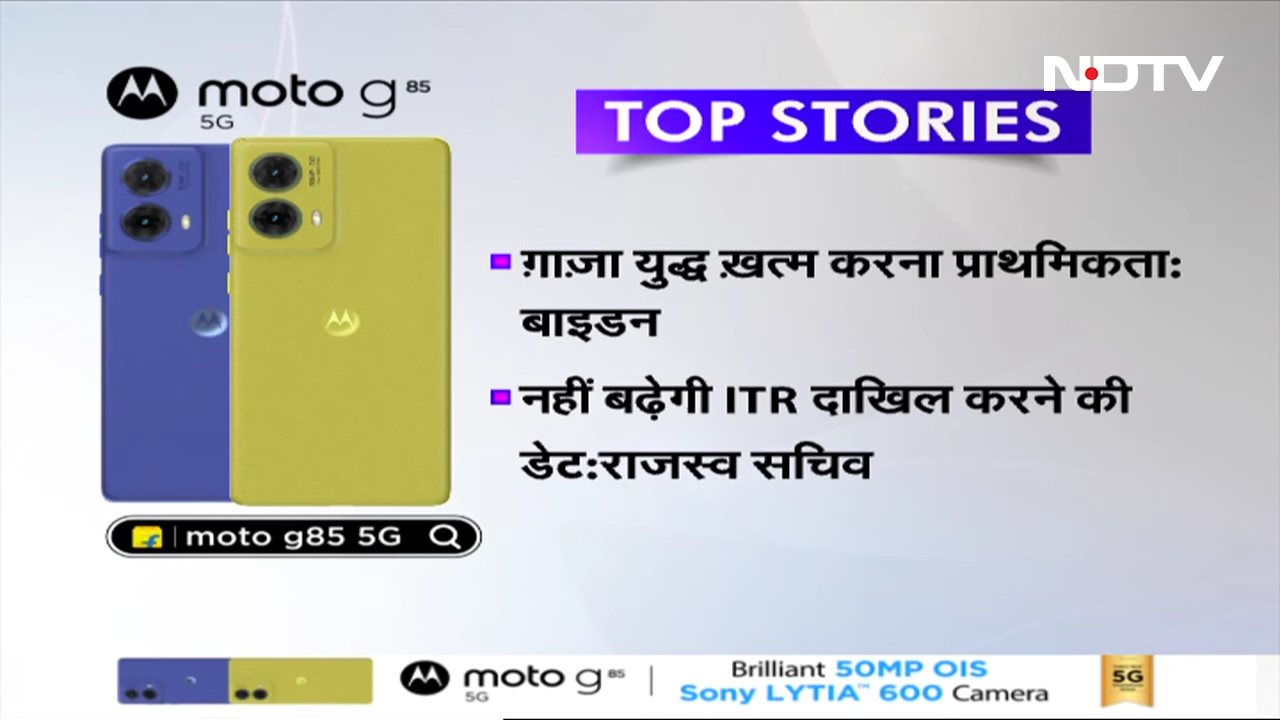 NDTV
moto g 85
5G
TOP STORIES
ग़ाज़ा युद्ध ख़त्म करना प्राथमिकता:
बाइडन
नहीं बढ़ेगी ITR दाखिल करने की
डेट:राजस्व सचिव
moto g85 5G
moto g 85
5G
Brilliant 50MP OIS
Sony LYTIA™ 600 Camera
5G